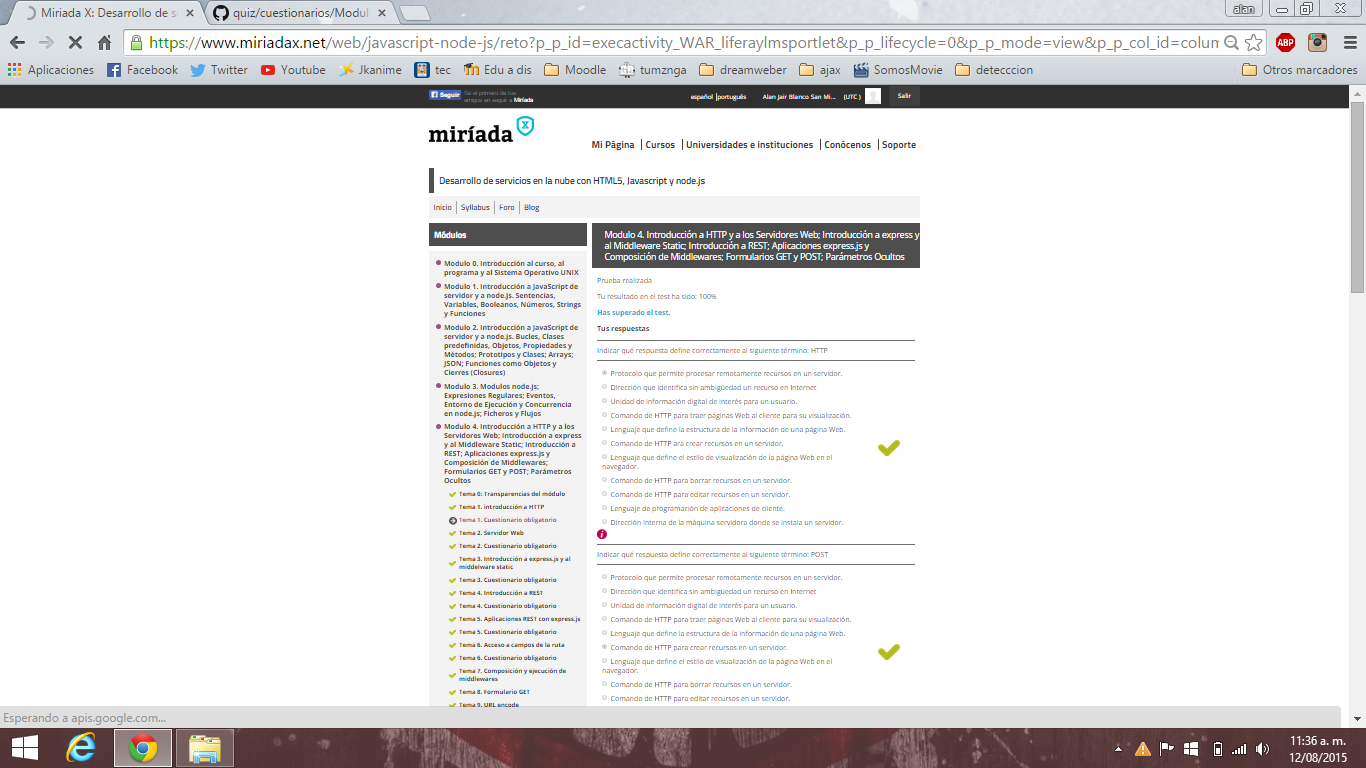 Miriada X: Desarrollo de se
quiz/cuestionarios/Modul
alan
https://www.miriadax.net/web/javascript-node-js/reto?p_p_id=execactivity_WAR_liferaylmsportlet&p_p_lifecycle=0&p_p_mode=view&p_p_col_id=colum
ABP
Aplicaciones Facebook Twitter Youtube Jkanime tec Edu a dis Moodle tumznga dreamweber ajax SomosMovie detecccion Otros marcadores
Seguir
Sé el primero de tus amigos en seguir a Miríada
español |portugués Alan Jair Blanco San Mi... (UTC ) Salir
miríada X
Mi Página Cursos Universidades e instituciones Conócenos Soporte
Desarrollo de servicios en la nube con HTML5, Javascript y node.js
Inicio Syllabus Foro Blog
Módulos
Modulo 0. Introducción al curso, al
programa y al Sistema Operativo UNIX
Modulo 1. Introducción a JavaScript de
servidor y a node.js. Sentencias,
Variables, Booleanos, Números, Strings
y Funciones
Modulo 2. Introducción a JavaScript de
servidor y a node.js. Bucles, Clases
predefinidas, Objetos, Propiedades y
Métodos; Prototipos y Clases; Arrays;
JSON; Funciones como Objetos y
Cierres (Closures)
Modulo 3. Modulos node.js;
Expresiones Regulares; Eventos,
Entorno de Ejecución y Concurrencia
en node.js; Ficheros y Flujos
Modulo 4. Introducción a HTTP y a los
Servidores Web; Introducción a express
y al Middleware Static; Introducción a
REST; Aplicaciones express.js y
Composición de Middlewares;
Formularios GET y POST; Parámetros
Ocultos
Tema 0: Transparencias del módulo
Tema 1. introducción a HTTP
Tema 1. Cuestionario obligatorio
Tema 2. Servidor Web
Tema 2. Cuestionario obligatorio
Tema 3. Introducción a express.js y al
middelware static
Tema 3. Cuestionario obligatorio
Tema 4. Introducción a REST
Tema 4. Cuestionario obligatorio
Tema 5. Aplicaciones REST con express.js
Tema 5. Cuestionario obligatorio
Tema 6. Acceso a campos de la ruta
Tema 6. Cuestionario obligatorio
Tema 7. Composición y ejecución de
middlewares
Tema 8. Formulario GET
Tema 9. URL encode
Modulo 4. Introducción a HTTP y a los Servidores Web; Introducción a express y
al Middleware Static; Introducción a REST; Aplicaciones express.js y
Composición de Middlewares; Formularios GET y POST; Parámetros Ocultos
Prueba realizada
Tu resultado en el test ha sido: 100%
Has superado el test.
Tus respuestas
Indicar qué respuesta define correctamente al siguiente término: HTTP
Protocolo que permite procesar remotamente recursos en un servidor.
Dirección que identifica sin ambigüedad un recurso en Internet
Unidad de información digital de interés para un usuario.
Comando de HTTP para traer páginas Web al cliente para su visualización.
Lenguaje que define la estructura de la información de una página Web.
Comando de HTTP ara crear recursos en un servidor.
Lenguaje que define el estilo de visualización de la página Web en el
navegador.
Comando de HTTP para borrar recursos en un servidor.
Comando de HTTP para editar recursos en un servidor.
Lenguaje de programación de aplicaciones de cliente.
Dirección interna de la máquina servidora donde se instala un servidor.
Indicar qué respuesta define correctamente al siguiente término: POST
Protocolo que permite procesar remotamente recursos en un servidor.
Dirección que identifica sin ambigüedad un recurso en Internet
Unidad de información digital de interés para un usuario.
Comando de HTTP para traer páginas Web al cliente para su visualización.
Lenguaje que define la estructura de la información de una página Web.
Comando de HTTP para crear recursos en un servidor.
Lenguaje que define el estilo de visualización de la página Web en el
navegador.
Comando de HTTP para borrar recursos en un servidor.
Comando de HTTP para editar recursos en un servidor.
Esperando a apis.google.com...
11:36 a. m.
12/08/2015